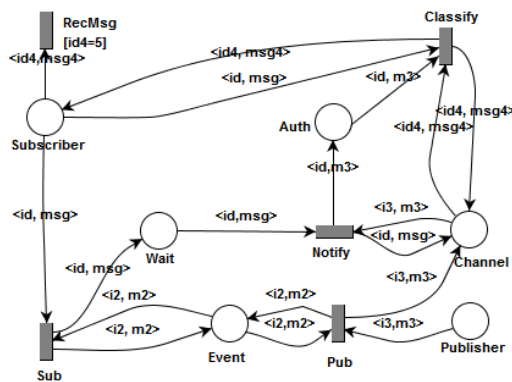 RecMsg
[id4=5]
Classify
<id4,msg4>
<id4, msg4>
<id, msg>
<id, m3>
<id4, msg4>
<id4, msg4>
Subscriber
Auth
<id,m3>
<id, msg>
<id,msg>
<i3, m3>
<id, msg>
Wait
Notify
Channel
<id, msg>
<i3,m3>
<i2, m2>
<i2,m2>
<i2, m2>
<i2,m2>
<i3,m3>
Sub
Event
Pub
Publisher